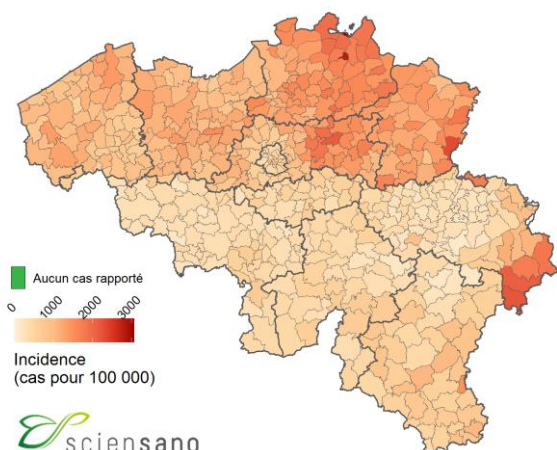 Aucun cas rapporté
0 1000 2000 3000
Incidence
(cas pour 100 000)
sciensano